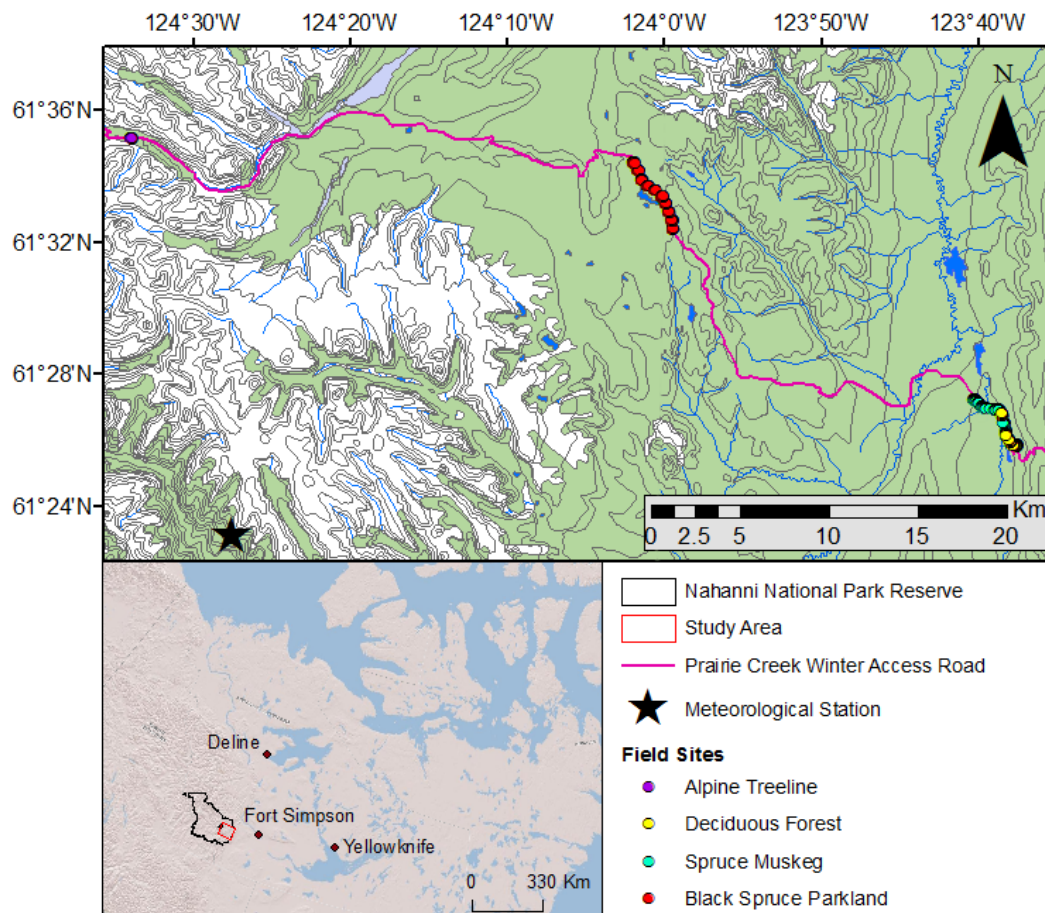 124°30'W 124°20'W 124°10'W 124°0'W 123°50'W 123°40'W
61°36'N
61°32'N
61°28'N
61°24'N
N
Km
0 2.5 5 10 15 20
Nahanni National Park Reserve
Study Area
Prairie Creek Winter Access Road
Meteorological Station
Field Sites
Alpine Treeline
Deciduous Forest
Spruce Muskeg
Black Spruce Parkland
Deline
Fort Simpson
Yellowknife
0 330 Km